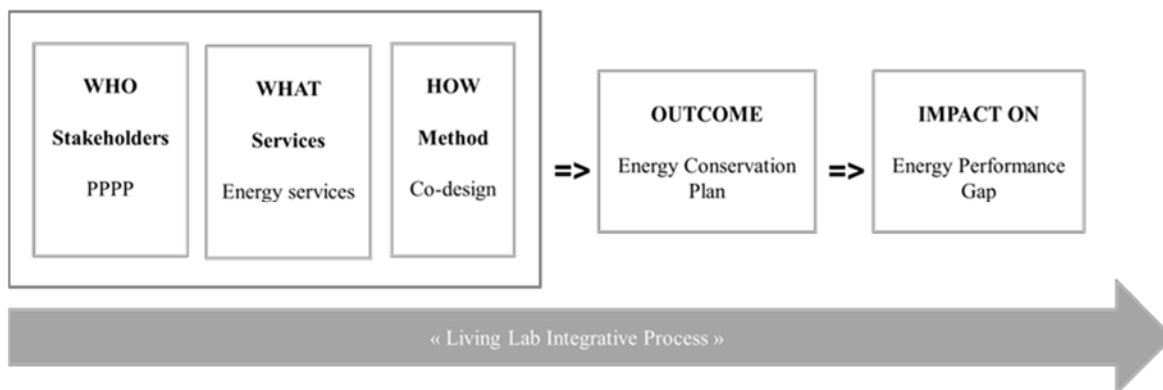 WHO
Stakeholders
PPPP
WHAT
Services
Energy services
HOW
Method
Co-design
=>
OUTCOME
Energy Conservation
Plan
=>
IMPACT ON
Energy Performance
Gap
« Living Lab Integrative Process »